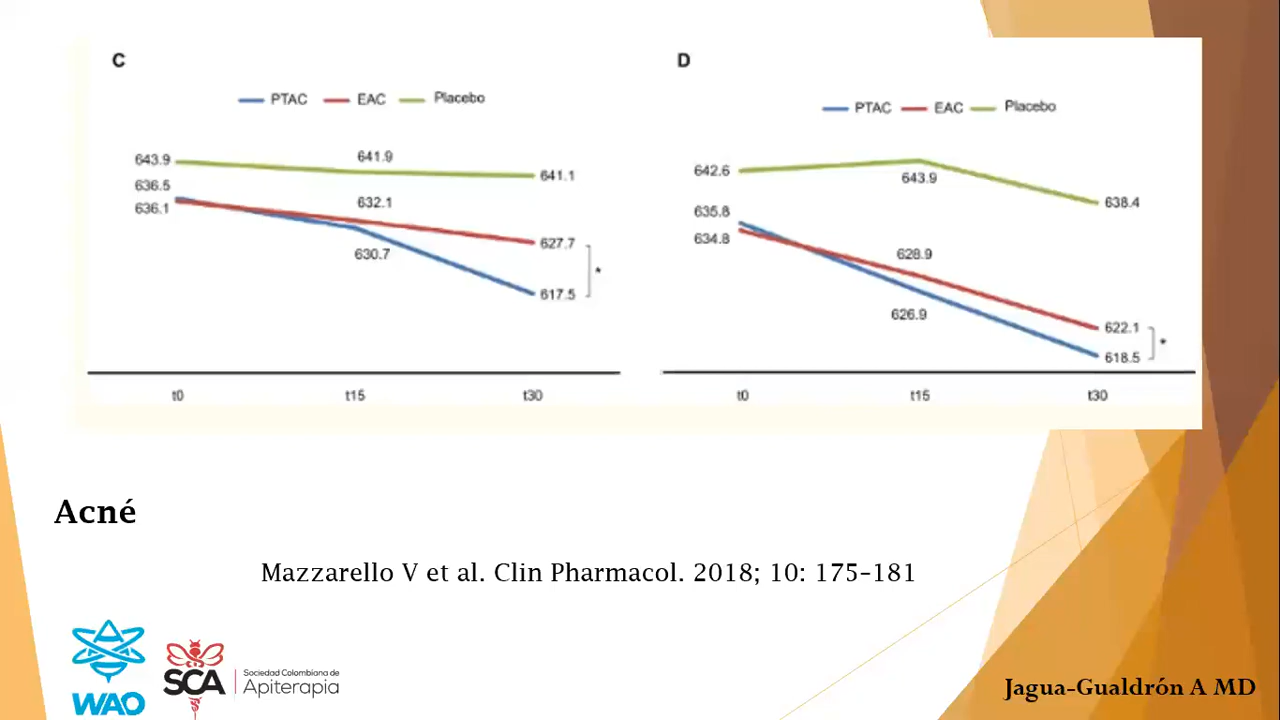 C
PTAC EAC Placebo
643.9
636.5
636.1
641.9
632.1
630.7
641.1
627.7
617.5
*
t0 t15 t30
D
PTAC EAC Placebo
642.6
635.8
634.8
643.9
628.9
626.9
638.4
622.1
618.5
*
t0 t15 t30
Acné
Mazzarello V et al. Clin Pharmacol. 2018; 10: 175-181
WAO
SCA
Sociedad Colombiana de
Apiterapia
Jagua-Gualdrón A MD